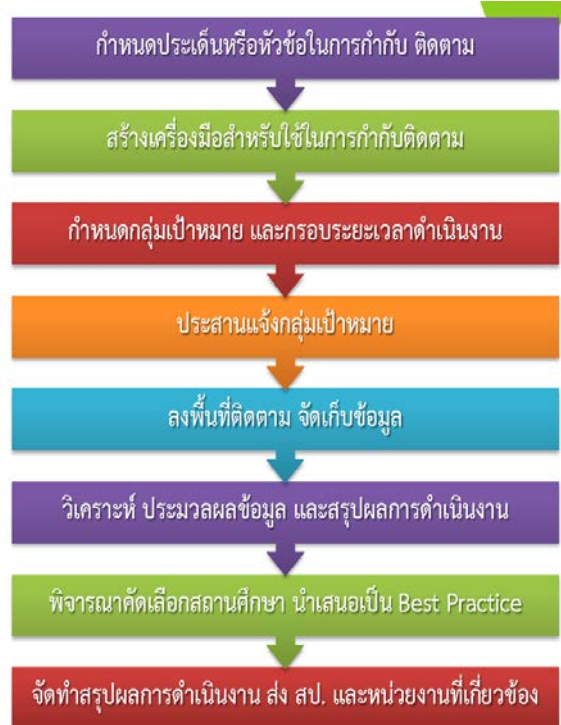 กำหนดประเด็นหรือหัวข้อในการกำกับ ติดตาม
สร้างเครื่องมือสำหรับใช้ในการกำกับติดตาม
กำหนดกลุ่มเป้าหมาย และกรอบระยะเวลาดำเนินงาน
ประสานแจ้งกลุ่มเป้าหมาย
ลงพื้นที่ติดตาม จัดเก็บข้อมูล
วิเคราะห์ ประมวลผลข้อมูล และสรุปผลการดำเนินงาน
พิจารณาคัดเลือกสถานศึกษา นำเสนอเป็น Best Practice
จัดทำสรุปผลการดำเนินงาน ส่ง สป. และหน่วยงานที่เกี่ยวข้อง